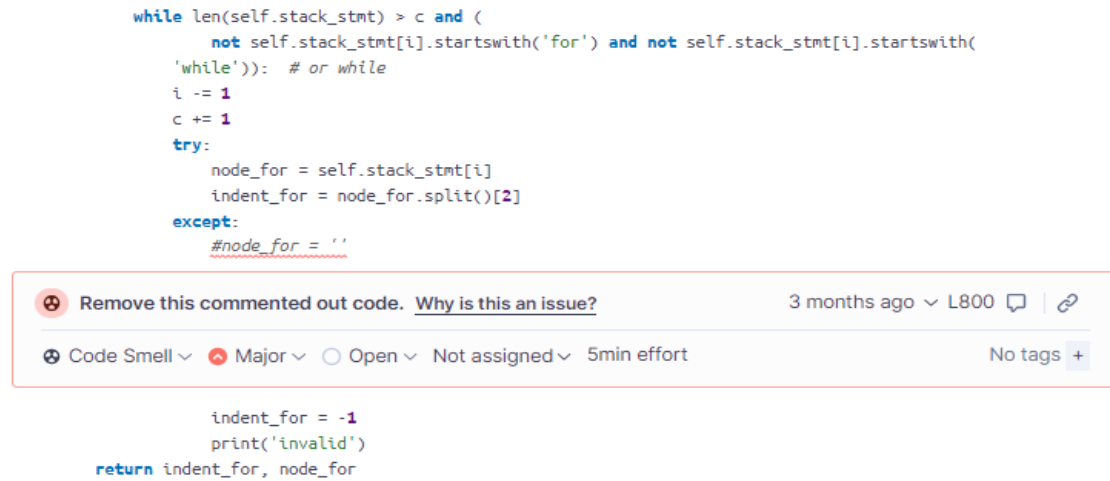 while len(self.stack_stmt) > c and (
not self.stack_stmt[i].startswith('for') and not self.stack_stmt[i].startswith(
'while')):  # or while
i -= 1
c += 1
try:
node_for = self.stack_stmt[i]
indent_for = node_for.split()[2]
except:
#node_for = ''
Remove this commented out code. Why is this an issue? 3 months ago L800
Code Smell Major Open Not assigned 5min effort No tags +
indent_for = -1
print('invalid')
return indent_for, node_for